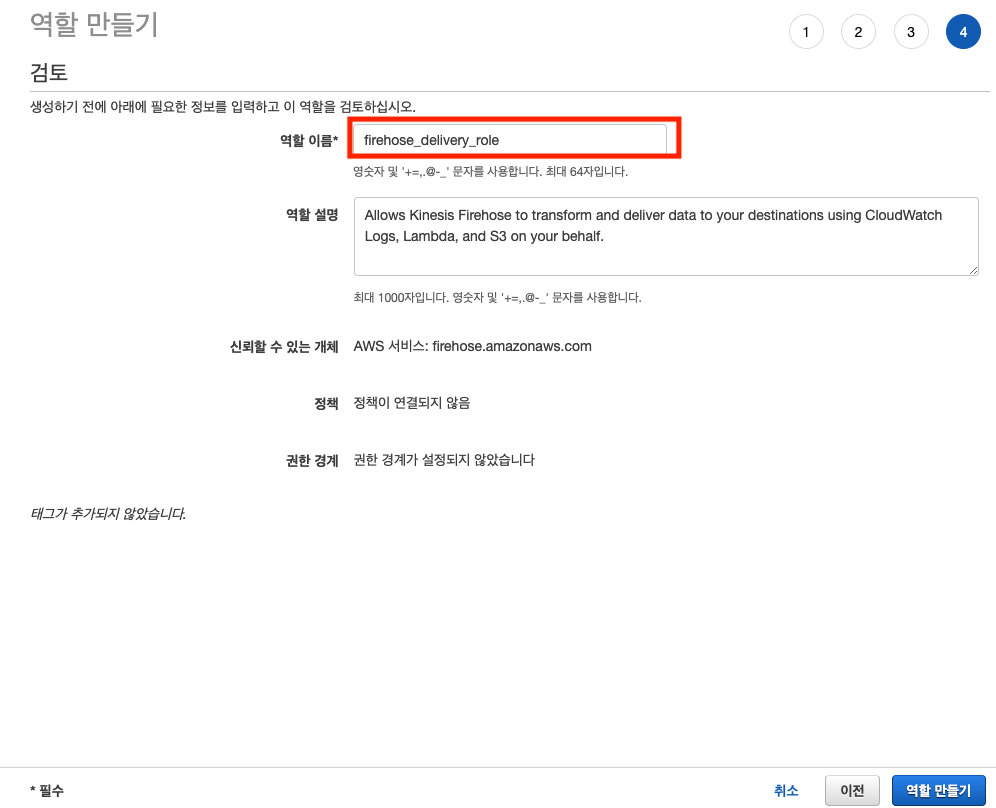 역할 만들기
1 2 3 4
검토
생성하기 전에 아래에 필요한 정보를 입력하고 이 역할을 검토하십시오.
역할 이름* firehose_delivery_role
영숫자 및 '+=,.@-_' 문자를 사용합니다. 최대 64자입니다.
역할 설명 Allows Kinesis Firehose to transform and deliver data to your destinations using CloudWatch
Logs, Lambda, and S3 on your behalf.
최대 1000자입니다. 영숫자 및 '+=,.@-_' 문자를 사용합니다.
신뢰할 수 있는 개체 AWS 서비스: firehose.amazonaws.com
정책 정책이 연결되지 않음
권한 경계 권한 경계가 설정되지 않았습니다
태그가 추가되지 않았습니다.
* 필수 취소 이전 역할 만들기